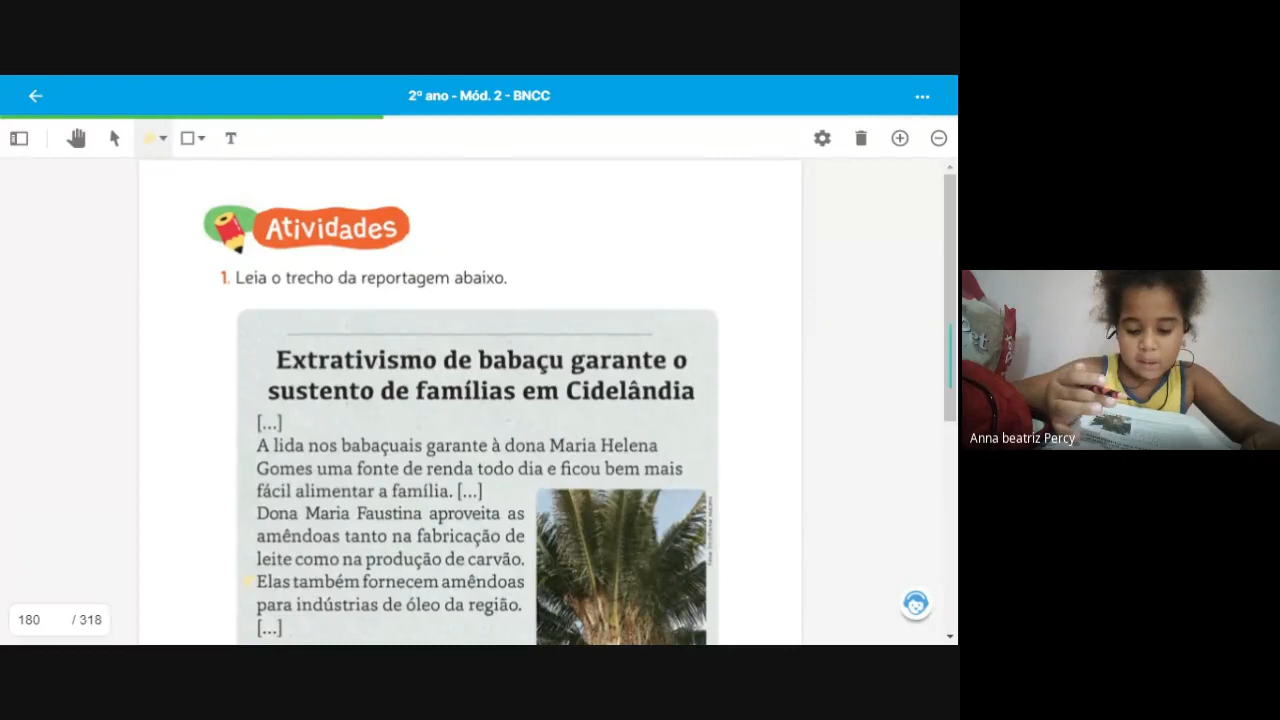 2º ano - Mód. 2 - BNCC
T
Atividades
1. Leia o trecho da reportagem abaixo.
Extrativismo de babaçu garante o
sustento de famílias em Cidelândia
[...]
A lida nos babaçuais garante à dona Maria Helena
Gomes uma fonte de renda todo dia e ficou bem mais
fácil alimentar a família. [...]
Dona Maria Faustina aproveita as
amêndoas tanto na fabricação de
leite como na produção de carvão.
Elas também fornecem amêndoas
para indústrias de óleo da região.
[...]
180 / 318
Anna beatriz Percy